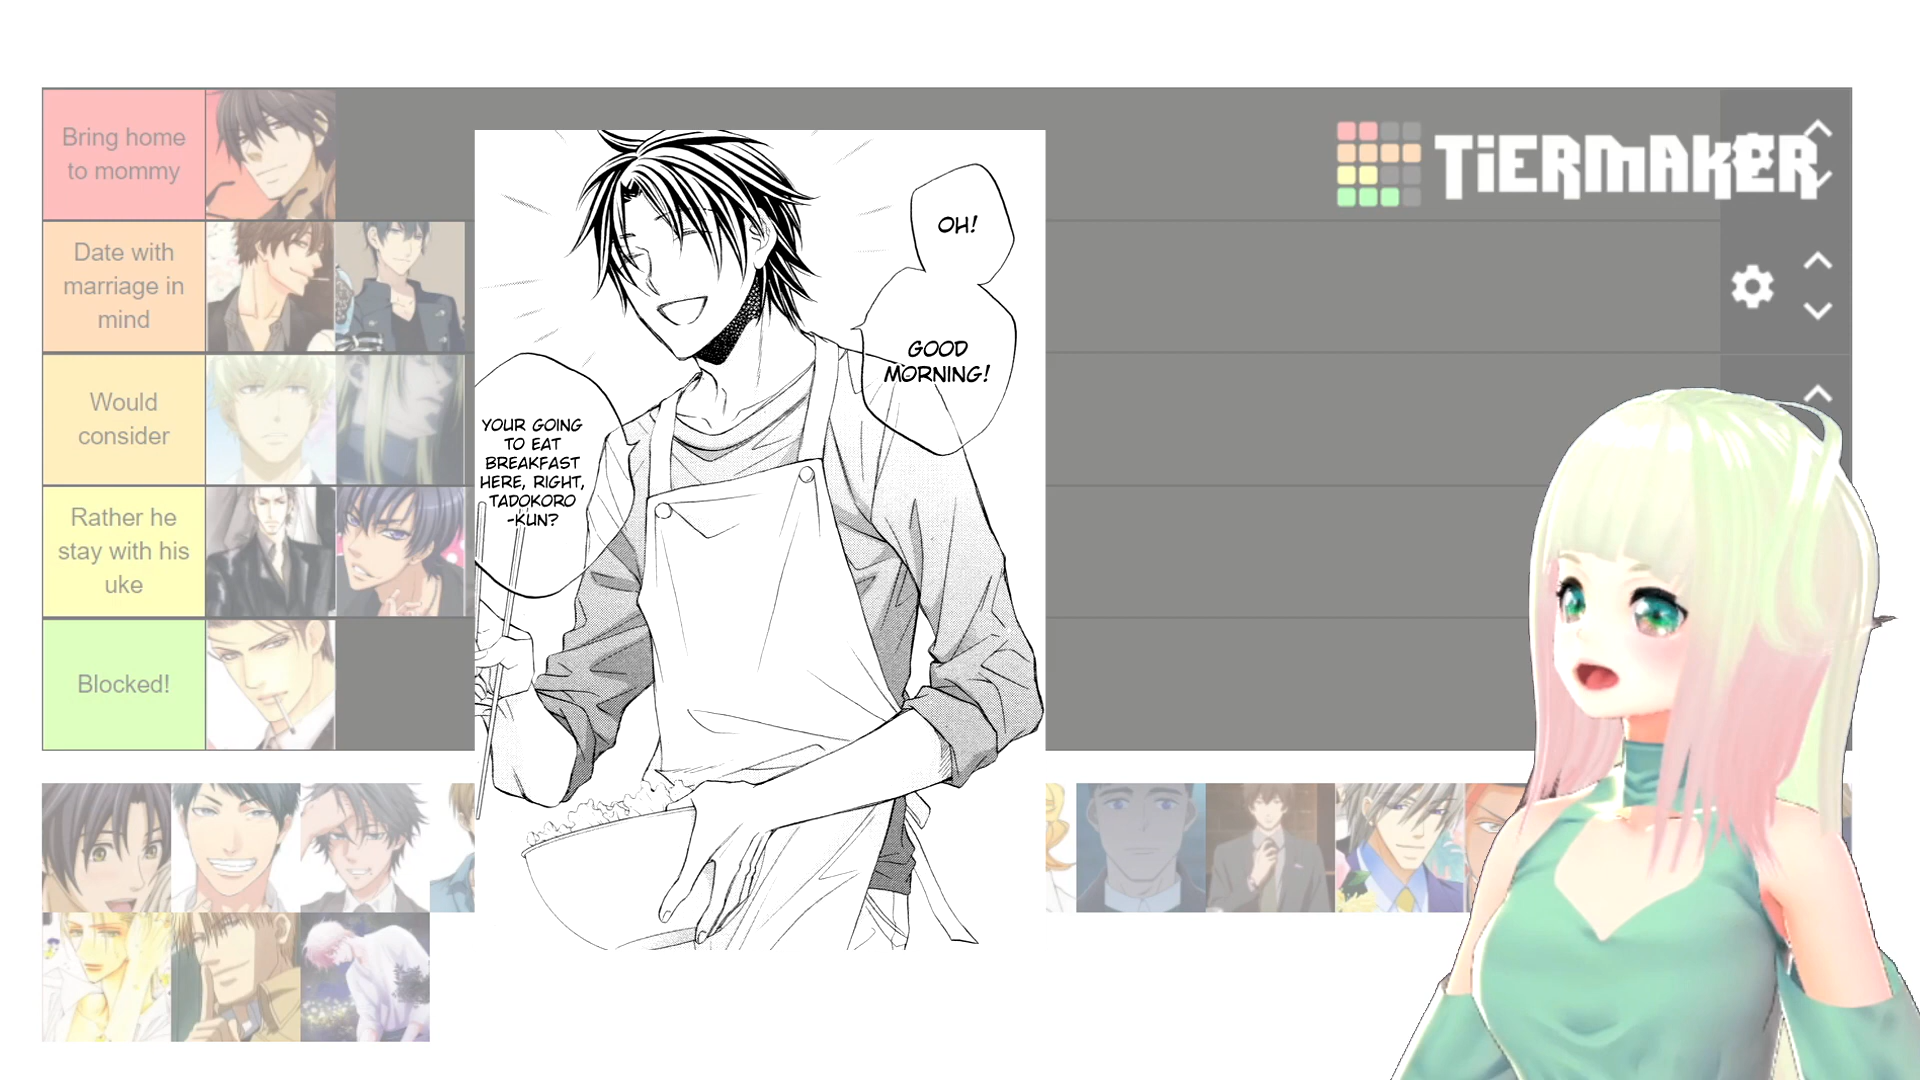 Bring home
to mommy
Date with
marriage in
mind
Would
consider
Rather he
stay with his
uke
Blocked!
TiERMAKER
OH!
GOOD
MORNING!
YOUR GOING
TO EAT
BREAKFAST
HERE, RIGHT,
TADOKORO
-KUN?